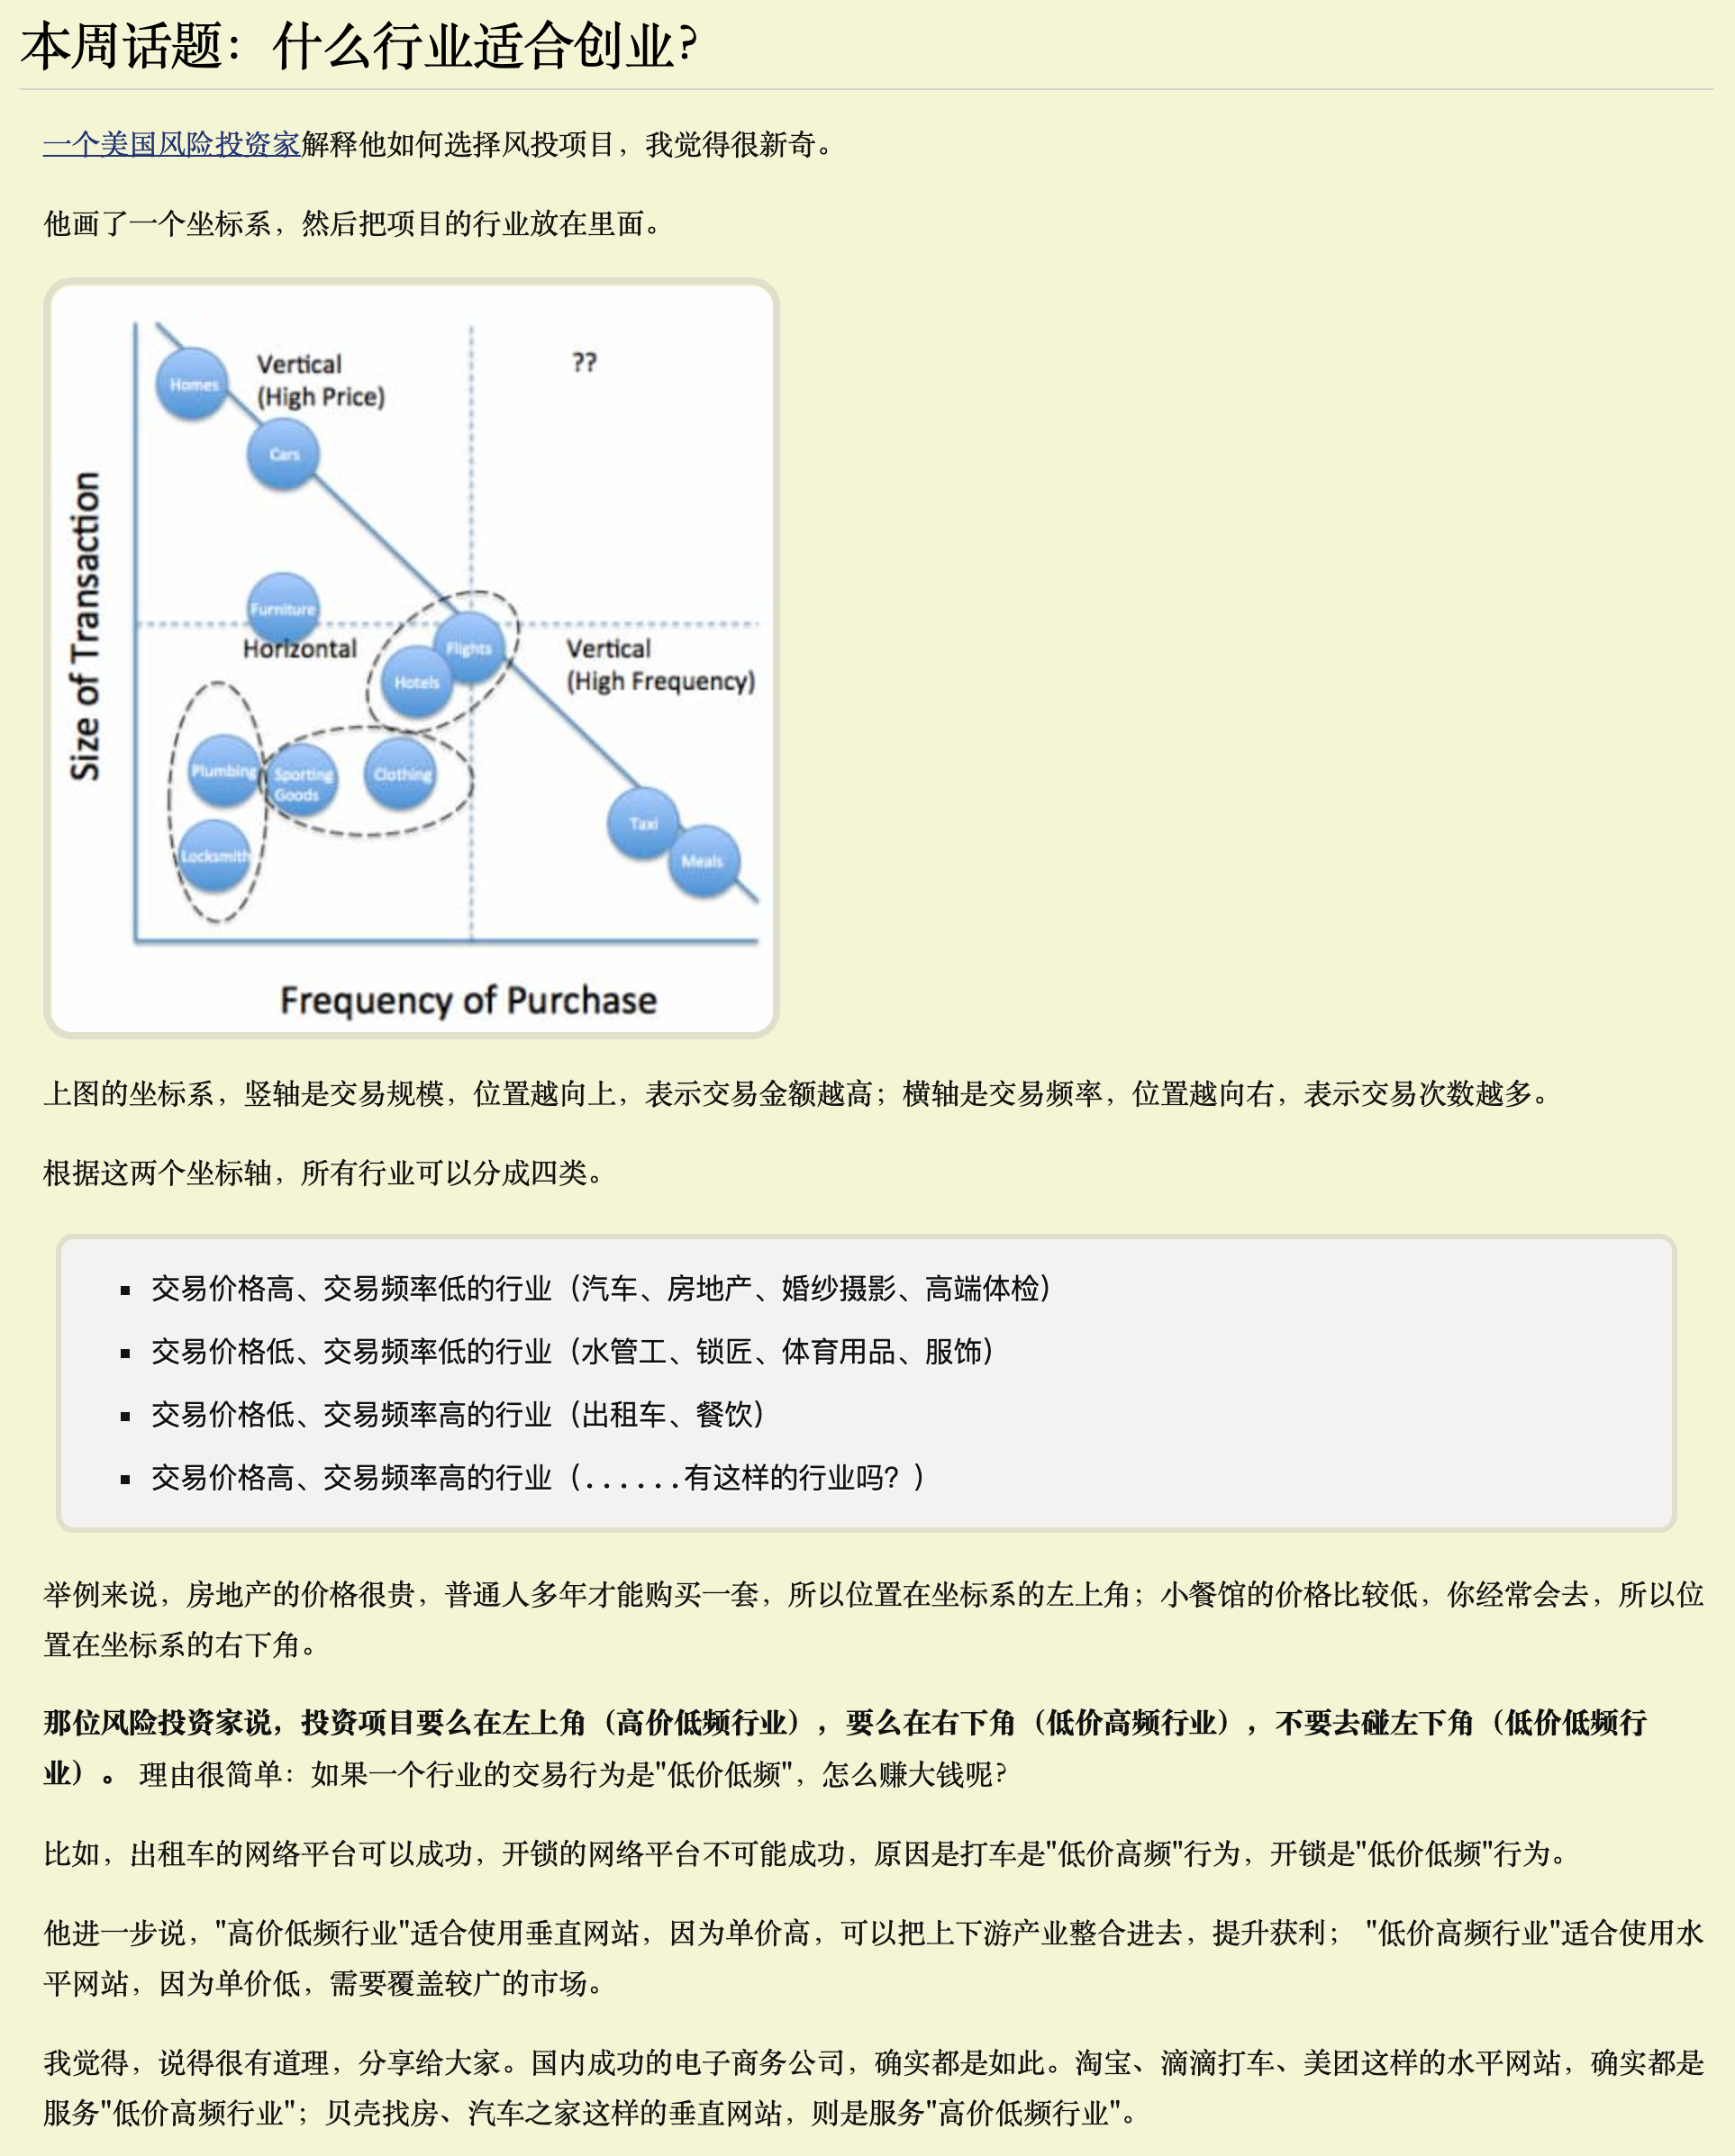 本周话题：什么行业适合创业?
一个美国风险投资家解释他如何选择风投项目，我觉得很新奇。
他画了一个坐标系，然后把项目的行业放在里面。
Homes
Vertical
(High Price)
??
Cars
Size of Transaction
Furniture
Horizontal
Flights
Hotels
Vertical
(High Frequency)
Plumbing
Sporting
Goods
Clothing
Locksmith
Taxi
Meals
Frequency of Purchase
上图的坐标系，竖轴是交易规模，位置越向上，表示交易金额越高；横轴是交易频率，位置越向右，表示交易次数越多。
根据这两个坐标轴，所有行业可以分成四类。
▪ 交易价格高、交易频率低的行业（汽车、房地产、婚纱摄影、高端体检）
▪ 交易价格低、交易频率低的行业（水管工、锁匠、体育用品、服饰）
▪ 交易价格低、交易频率高的行业（出租车、餐饮）
▪ 交易价格高、交易频率高的行业（......有这样的行业吗？）
举例来说，房地产的价格很贵，普通人多年才能购买一套，所以位置在坐标系的左上角；小餐馆的价格比较低，你经常会去，所以位
置在坐标系的右下角。
那位风险投资家说，投资项目要么在左上角（高价低频行业），要么在右下角（低价高频行业），不要去碰左下角（低价低频行
业）。 理由很简单：如果一个行业的交易行为是"低价低频"，怎么赚大钱呢?
比如，出租车的网络平台可以成功，开锁的网络平台不可能成功，原因是打车是"低价高频"行为，开锁是"低价低频"行为。
他进一步说，"高价低频行业"适合使用垂直网站，因为单价高，可以把上下游产业整合进去，提升获利； "低价高频行业"适合使用水
平网站，因为单价低，需要覆盖较广的市场。
我觉得，说得很有道理，分享给大家。国内成功的电子商务公司，确实都是如此。淘宝、滴滴打车、美团这样的水平网站，确实都是
服务"低价高频行业"；贝壳找房、汽车之家这样的垂直网站，则是服务"高价低频行业"。